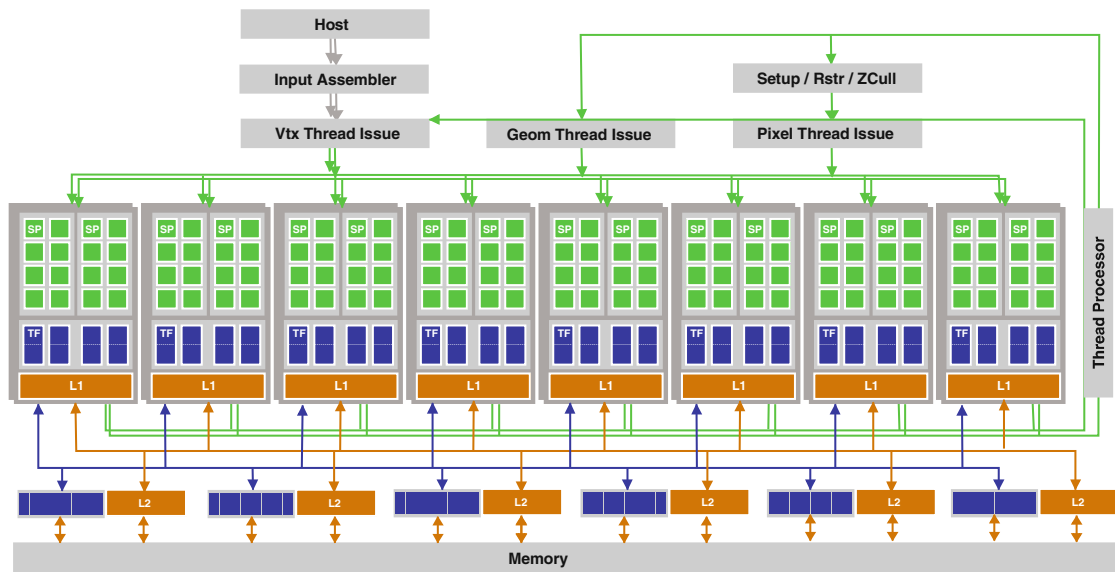 Host
Input Assembler
Setup / Rstr / ZCull
Vtx Thread Issue
Geom Thread Issue
Pixel Thread Issue
SP SP SP SP SP SP SP SP SP SP SP SP SP SP SP SP
Thread Processor
TF TF TF TF TF TF TF TF
L1 L1 L1 L1 L1 L1 L1 L1
L2 L2 L2 L2 L2 L2
Memory